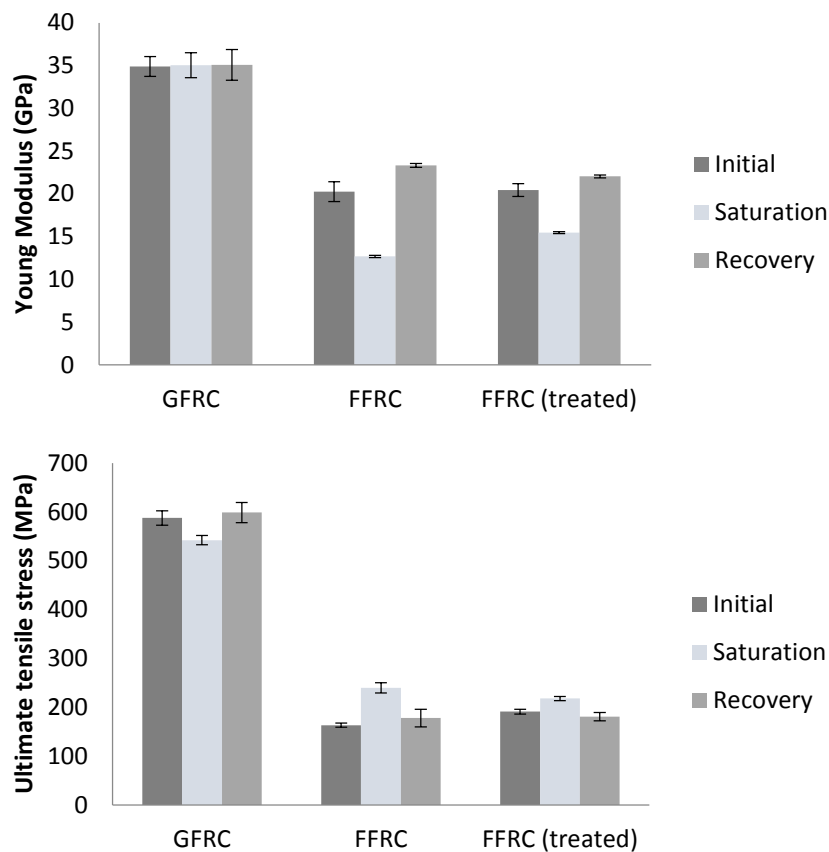 Young Modulus (GPa)
40
35
30
25
20
15
10
5
0
GFRC
FFRC
FFRC (treated)
Initial
Saturation
Recovery
Ultimate tensile stress (MPa)
700
600
500
400
300
200
100
0
GFRC
FFRC
FFRC (treated)
Initial
Saturation
Recovery